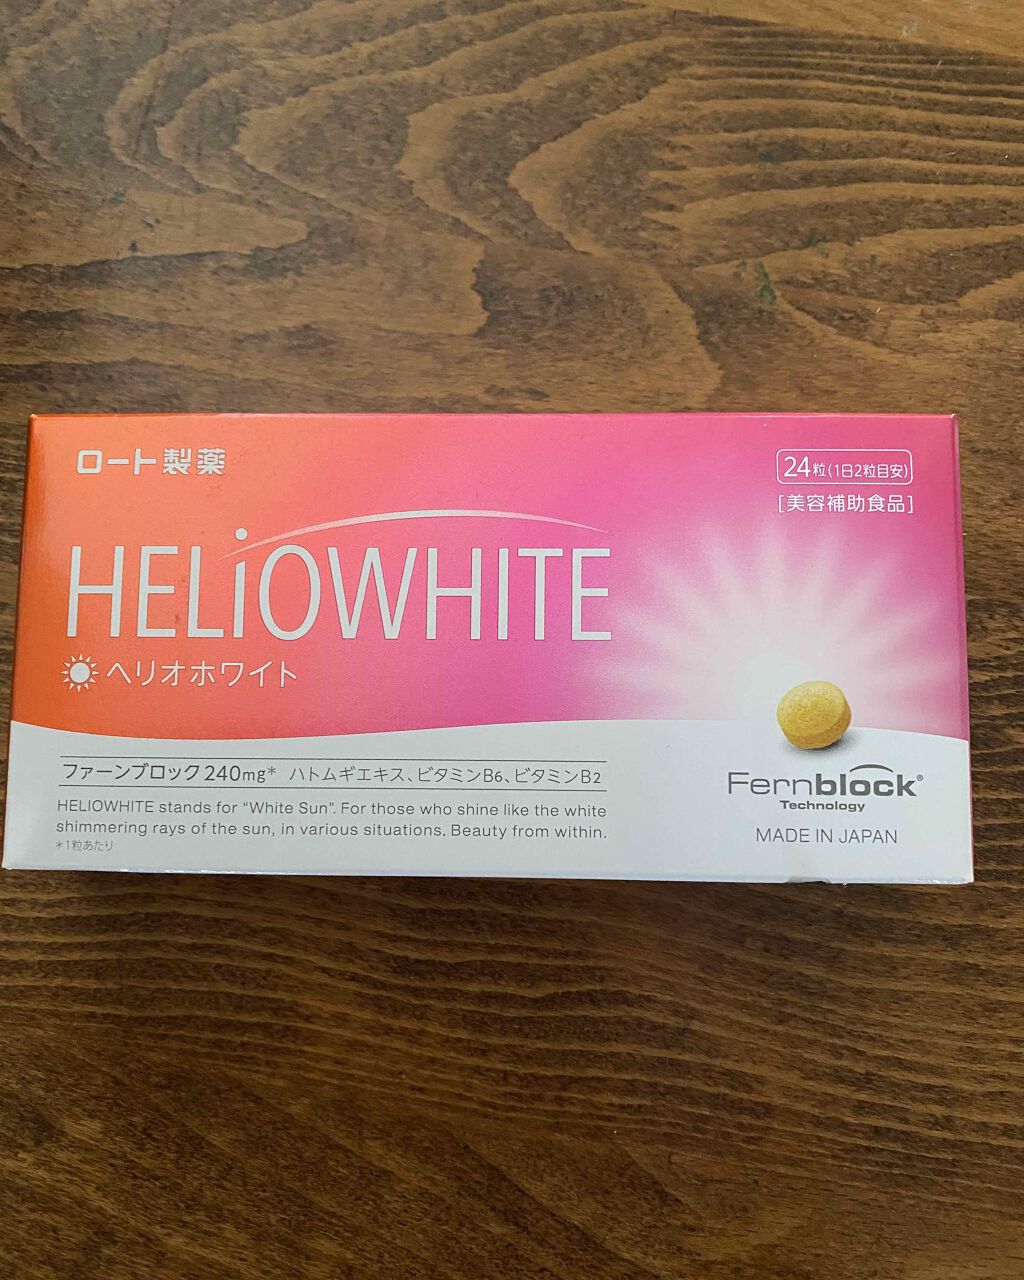 ロート製薬
24粒(1日2粒目安)
[美容補助食品]
HELiOWHITE
ヘリオホワイト
ファーンブロック240mg* ハトムギエキス、ビタミンB6、ビタミンB2
HELIOWHITE stands for "White Sun". For those who shine like the white
shimmering rays of the sun, in various situations. Beauty from within.
*1粒あたり
Fernblock®
Technology
MADE IN JAPAN